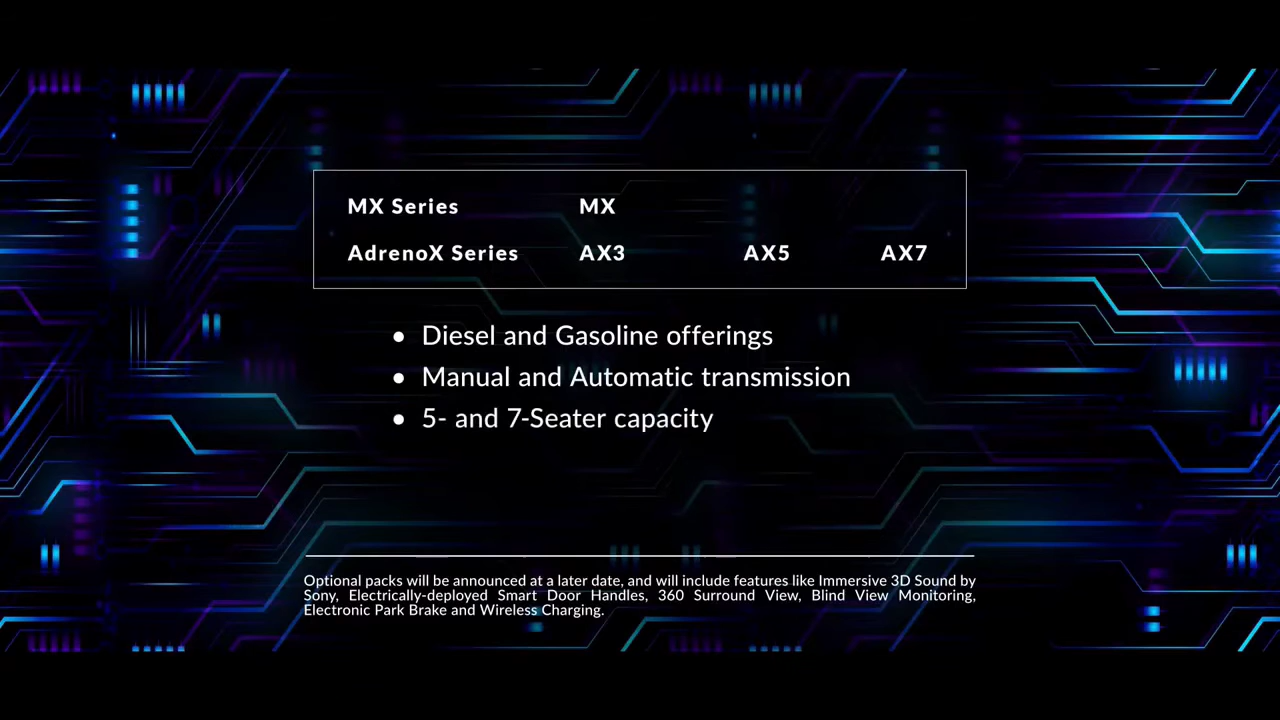 MX Series MX
AdrenoX Series AX3 AX5 AX7
• Diesel and Gasoline offerings
• Manual and Automatic transmission
• 5- and 7-Seater capacity
Optional packs will be announced at a later date, and will include features like Immersive 3D Sound by
Sony, Electrically-deployed Smart Door Handles, 360 Surround View, Blind View Monitoring,
Electronic Park Brake and Wireless Charging.